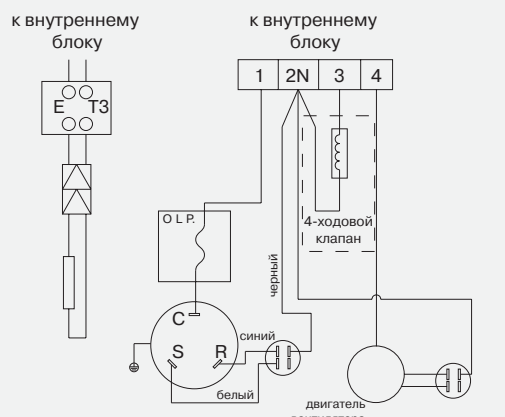 к внутреннему
блоку
к внутреннему
блоку
1 2N 3 4
E T3
O L P.
4-ходовой
клапан
черный
C
синий
S R
белый
двигатель